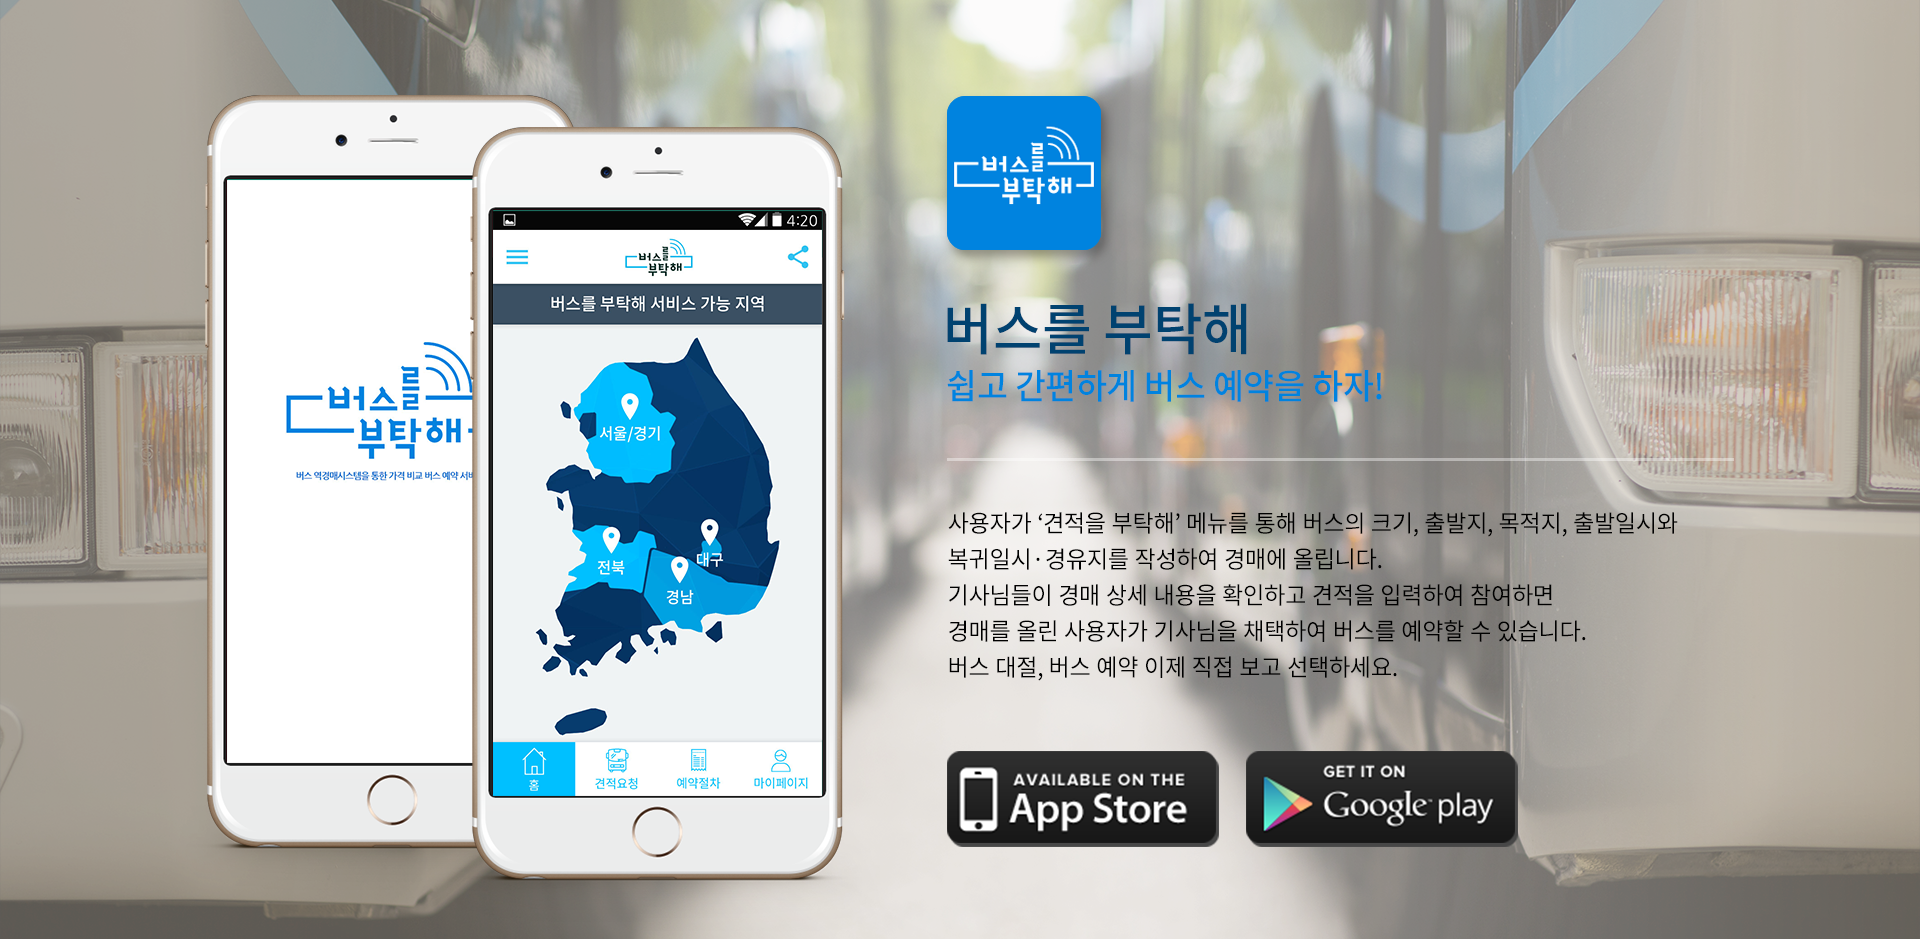 버스를
부탁해
버스 역경매시스템을 통한 가격 비교 버스 예약
4:20
버스를
부탁해
버스를 부탁해 서비스 가능 지역
서울/경기
전북
대구
경남
홈
견적요청
예약절차
마이페이지
버스를
부탁해
버스를 부탁해
쉽고 간편하게 버스 예약을 하자!
사용자가 ‘견적을 부탁해’ 메뉴를 통해 버스의 크기, 출발지, 목적지, 출발일시와
복귀일시·경유지를 작성하여 경매에 올립니다.
기사님들이 경매 상세 내용을 확인하고 견적을 입력하여 참여하면
경매를 올린 사용자가 기사님을 채택하여 버스를 예약할 수 있습니다.
버스 대절, 버스 예약 이제 직접 보고 선택하세요.
AVAILABLE ON THE
App Store
GET IT ON
Google play